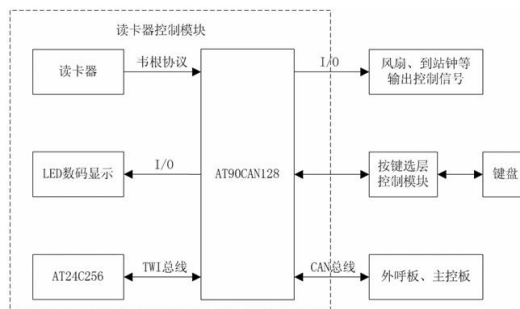 读卡器控制模块
读卡器
韦根协议
I/O
风扇、到站钟等
输出控制信号
LED数码显示
I/O
AT90CAN128
按键选层
控制模块
键盘
AT24C256
TWI总线
CAN总线
外呼板、主控板